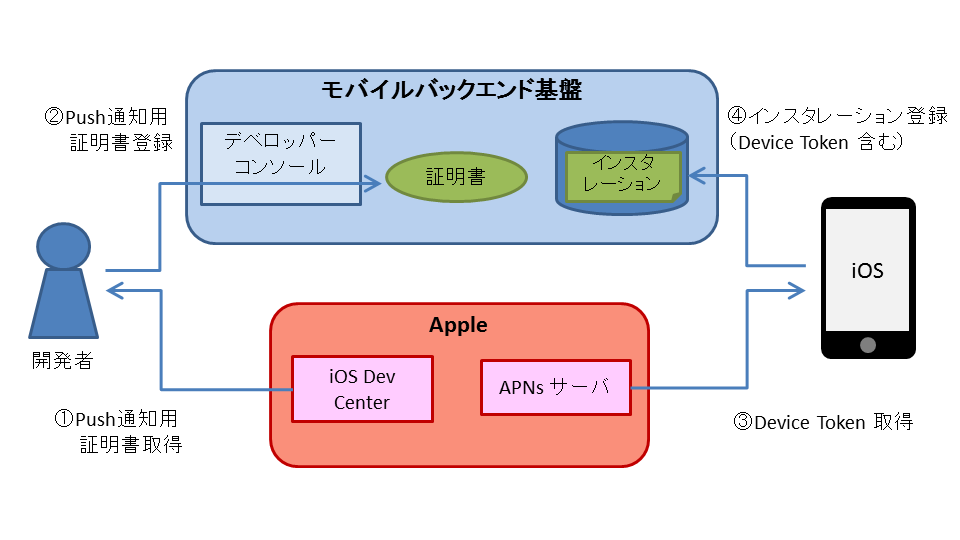 モバイルバックエンド基盤
②Push通知用
証明書登録
デベロッパー
コンソール
証明書
インスタ
レーション
④インスタレーション登録
（Device Token 含む）
iOS
開発者
Apple
iOS Dev
Center
APNs サーバ
①Push通知用
証明書取得
③Device Token 取得